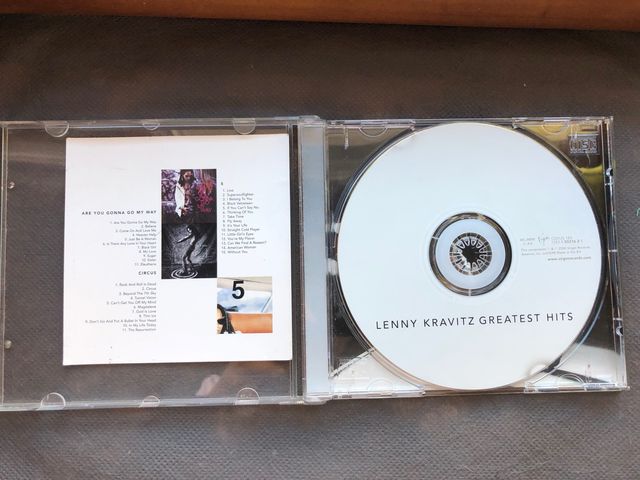 ARE YOU GONNA GO MY WAY
1. Are You Gonna Go My Way
2. Believe
3. Come On And Love Me
4. Heaven Help
5. Just Be A Woman
6. Is There Any Love In Your Heart
7. Black Girl
8. My Love
9. Sugar
10. Sister
11. Eleutheria
CIRCUS
1. Rock And Roll Is Dead
2. Circus
3. Beyond The 7th Sky
4. Tunnel Vision
5. Can't Get You Off My Mind
6. Magdalene
7. God Is Love
8. Thin Ice
9. Don't Go And Put A Bullet In Your Head
10. In My Life Today
11. The Resurrection
5
1. Live
2. Supersoulfighter
3. I Belong To You
4. Black Velveteen
5. If You Can't Say No
6. Thinking Of You
7. Take Time
8. Fly Away
9. It's Your Life
10. Straight Cold Player
11. Little Girl's Eyes
12. You're My Flavor
13. Can We Find A Reason?
14. American Woman
15. Without You
5
LENNY KRAVITZ GREATEST HITS
www.virginrecords.com